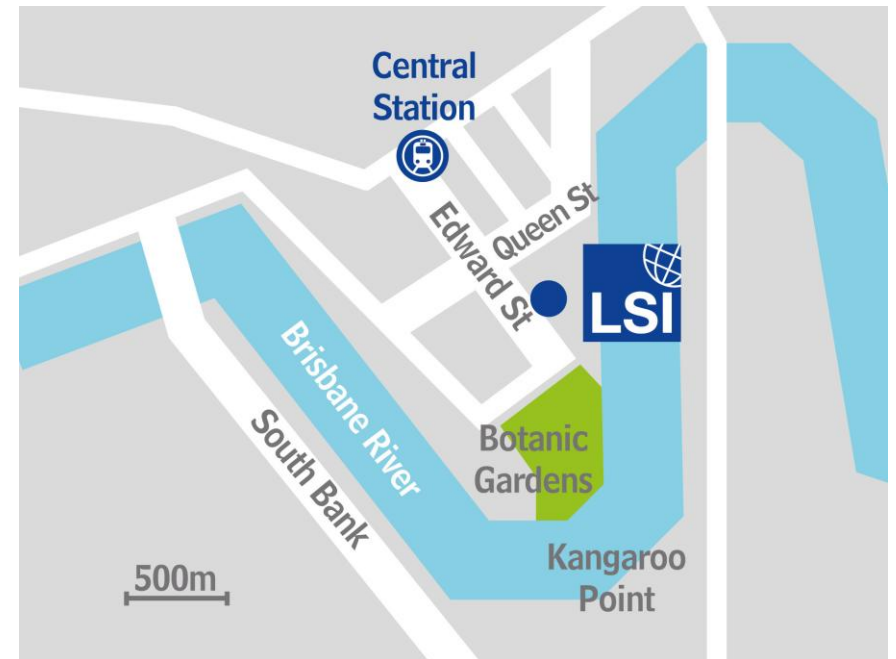 Central
Station
Queen St
Edward St
LSI
Brisbane River
South Bank
Botanic
Gardens
Kangaroo
Point
500m